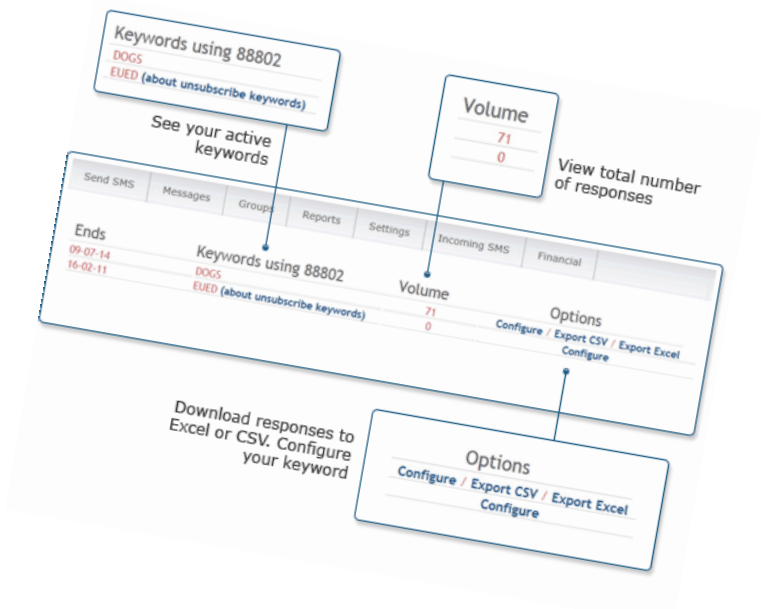 Keywords using 88802
DOGS
EUED (about unsubscribe keywords)
See your active
keywords
Volume
71
0
View total number
of responses
Send SMS Messages Groups Reports Settings Incoming SMS Financial
Ends Keywords using 88802 Volume Options
09-07-14 DOGS 71 Configure / Export CSV / Export Excel
16-02-11 EUED (about unsubscribe keywords) 0 Configure
Download responses to
Excel or CSV. Configure
your keyword
Options
Configure / Export CSV / Export Excel
Configure